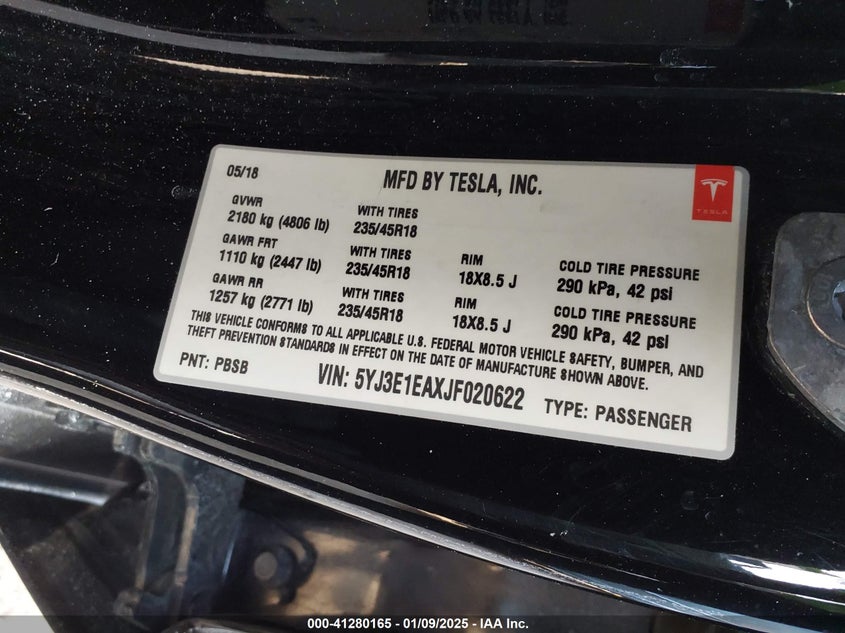 05/18
MFD BY TESLA, INC.
TESLA
GVWR
2180 kg (4806 lb)
WITH TIRES
235/45R18
GAWR FRT
1110 kg (2447 lb)
WITH TIRES
235/45R18
RIM
18X8.5 J
COLD TIRE PRESSURE
290 kPa, 42 psi
GAWR RR
1257 kg (2771 lb)
WITH TIRES
235/45R18
RIM
18X8.5 J
COLD TIRE PRESSURE
290 kPa, 42 psi
THIS VEHICLE CONFORMS TO ALL APPLICABLE U.S. FEDERAL MOTOR VEHICLE SAFETY, BUMPER, AND
THEFT PREVENTION STANDARDS IN EFFECT ON THE DATE OF MANUFACTURE SHOWN ABOVE.
PNT: PBSB
VIN: 5YJ3E1EAXJF020622
TYPE: PASSENGER
000-41280165 - 01/09/2025 - IAA Inc.